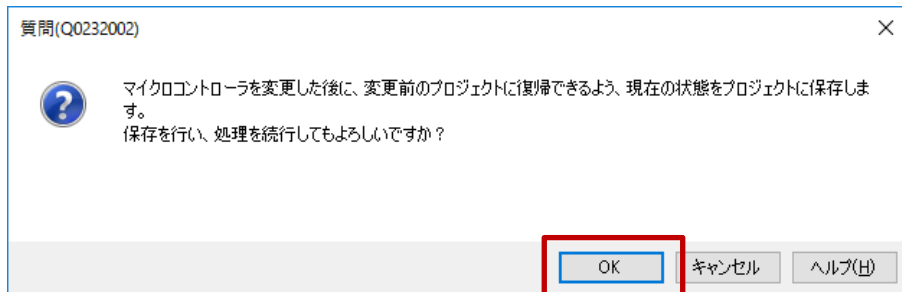 質問(Q0232002)
マイクロコントローラを変更した後に、変更前のプロジェクトに復帰できるよう、現在の状態をプロジェクトに保存しま
す。
保存を行い、処理を続行してもよろしいですか？
OK キャンセル ヘルプ(H)